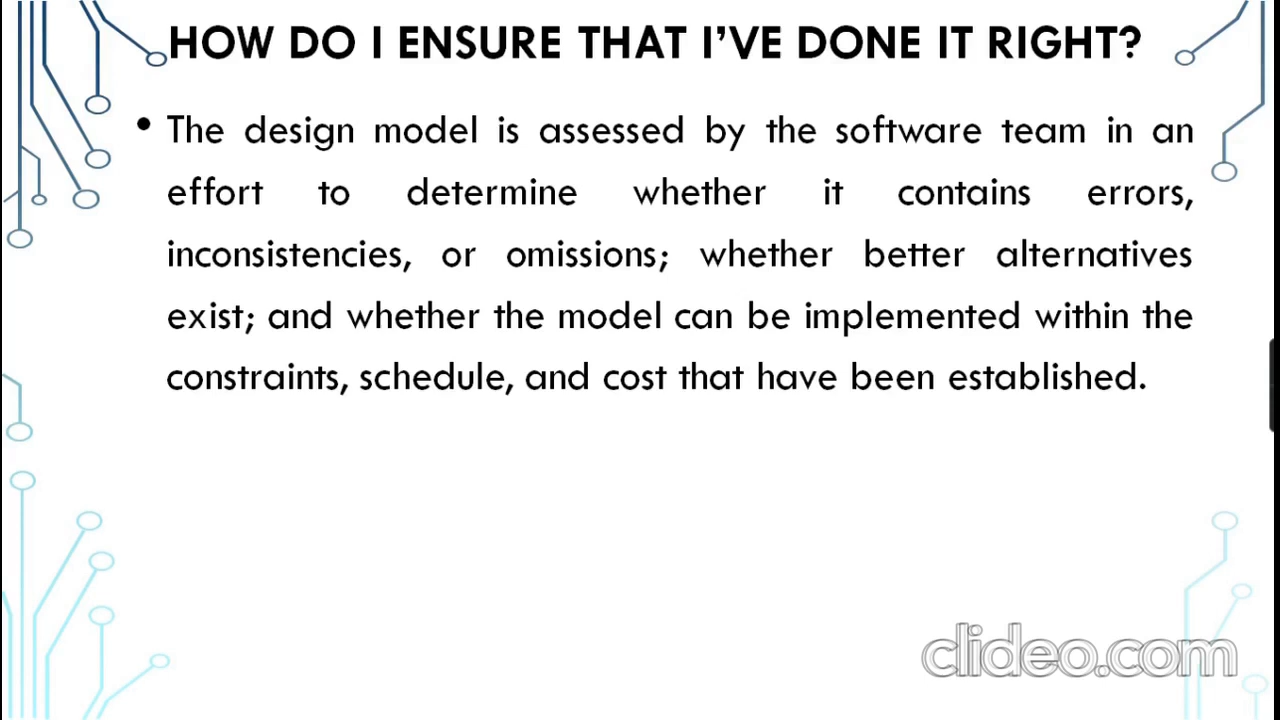 HOW DO I ENSURE THAT I'VE DONE IT RIGHT?
• The design model is assessed by the software team in an
effort to determine whether it contains errors,
inconsistencies, or omissions; whether better alternatives
exist; and whether the model can be implemented within the
constraints, schedule, and cost that have been established.
clideo.com